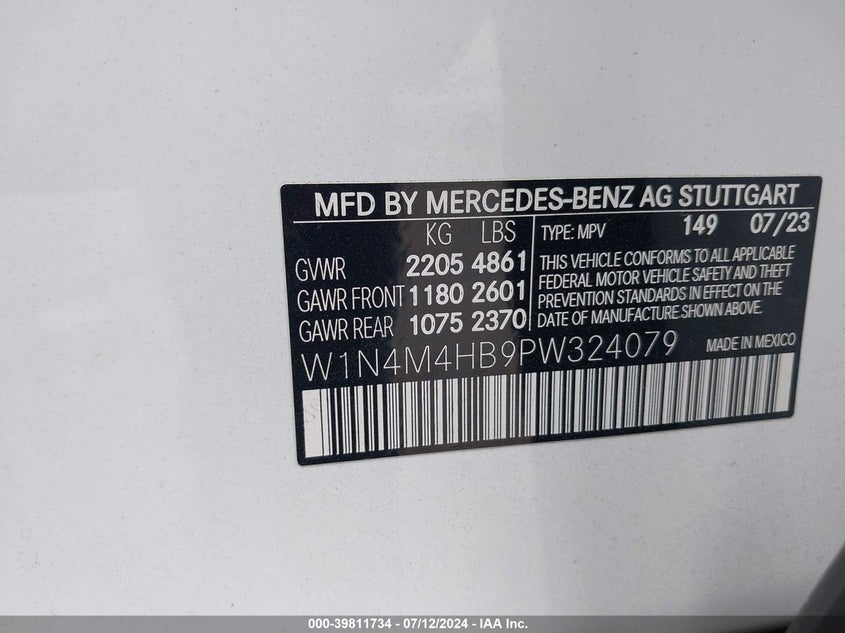 MFD BY MERCEDES-BENZ AG STUTTGART
KG LBS
GVWR 2205 4861
GAWR FRONT 1180 2601
GAWR REAR 1075 2370
TYPE: MPV 149 07/23
THIS VEHICLE CONFORMS TO ALL APPLICABLE
FEDERAL MOTOR VEHICLE SAFETY AND THEFT
PREVENTION STANDARDS IN EFFECT ON THE
DATE OF MANUFACTURE SHOWN ABOVE.
W1N4M4HB9PW324079 MADE IN MEXICO
000-39811734 - 07/12/2024 - IAA Inc.